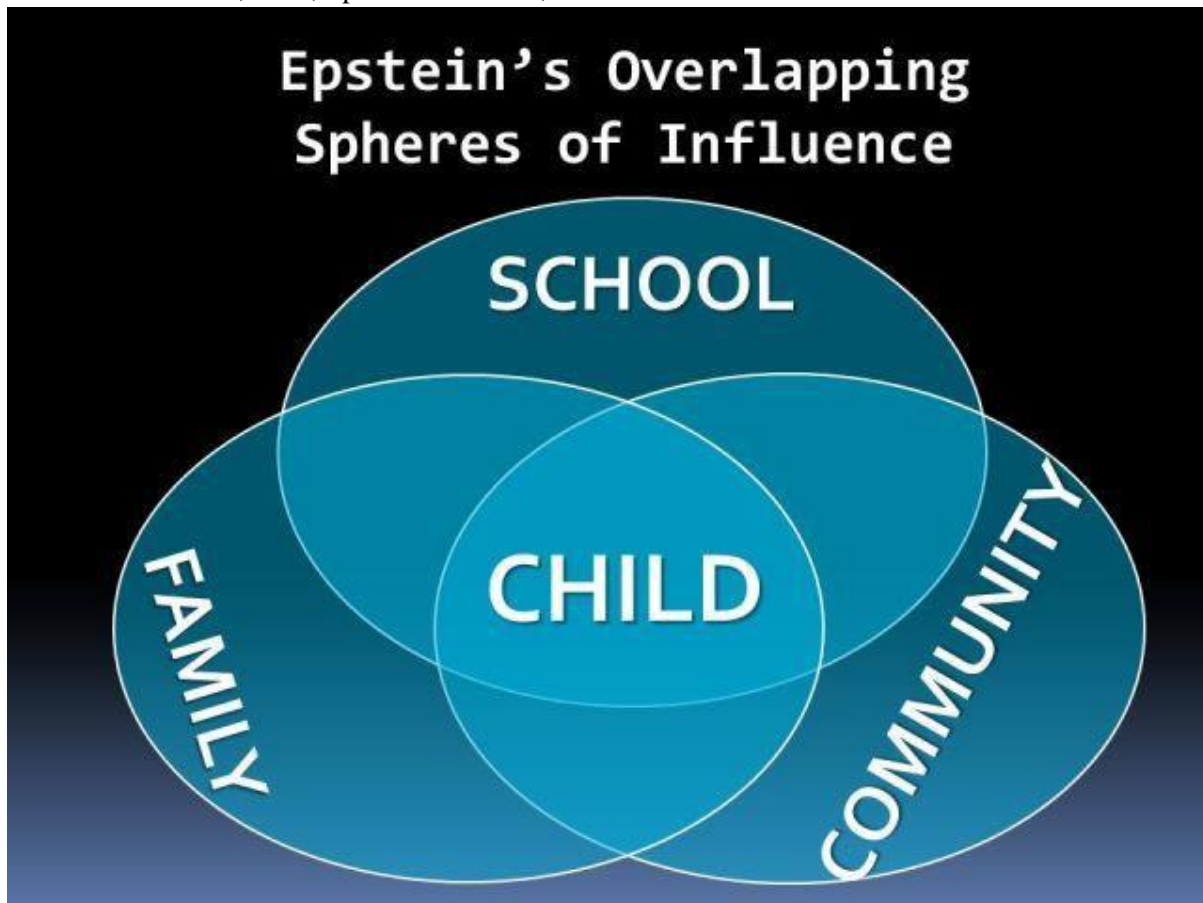 Epstein's Overlapping
Spheres of Influence
SCHOOL
FAMILY
CHILD
COMMUNITY